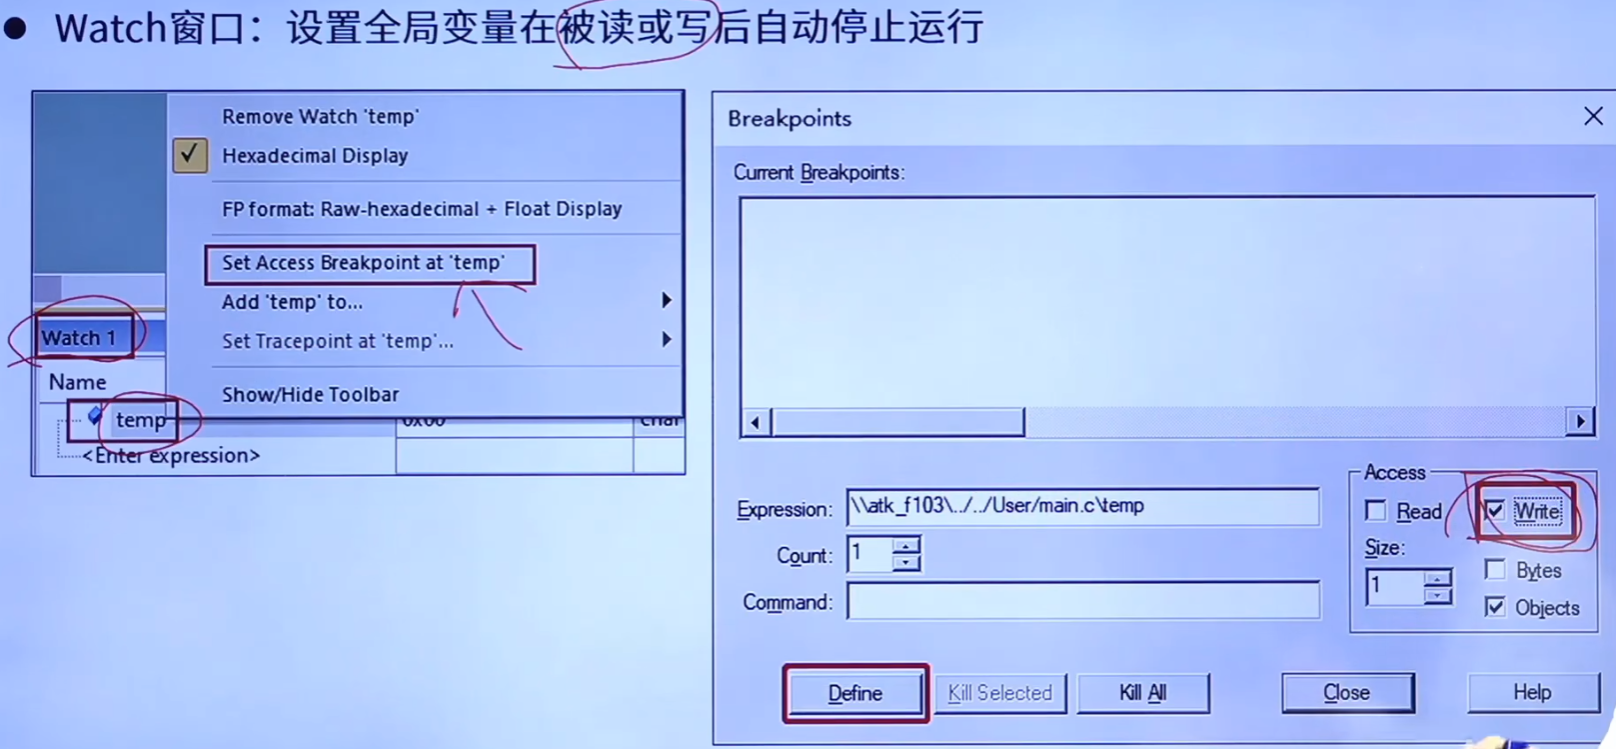 ● Watch窗口：设置全局变量在被读或写后自动停止运行
Remove Watch 'temp'
✓ Hexadecimal Display
FP format: Raw-hexadecimal + Float Display
Set Access Breakpoint at 'temp'
Add 'temp' to...
Set Tracepoint at 'temp'...
Show/Hide Toolbar
Watch 1
Name
temp
0x00
char
<Enter expression>
Breakpoints
Current Breakpoints:
Expression: \\atk_f103\../../User/main.c\temp
Count: 1
Command:
Access
Read
Write
Size:
1
Bytes
Objects
Define
Kill Selected
Kill All
Close
Help